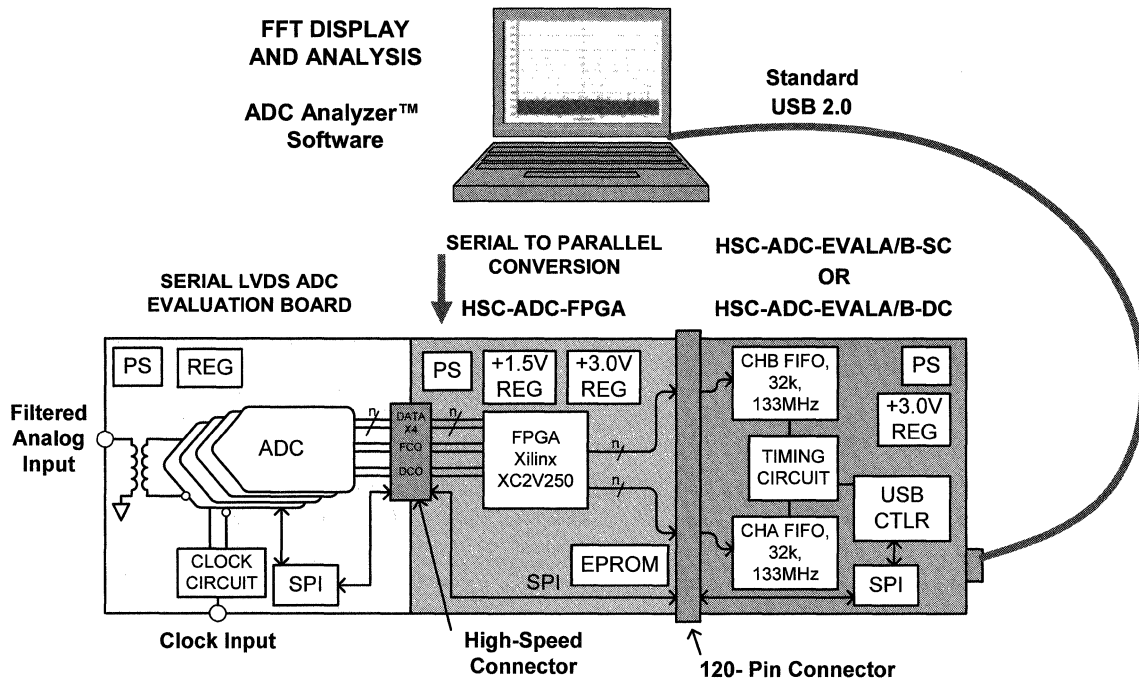 FFT DISPLAY
AND ANALYSIS
ADC Analyzer™
Software
Standard
USB 2.0
SERIAL TO PARALLEL
CONVERSION
HSC-ADC-FPGA
HSC-ADC-EVALA/B-SC
OR
HSC-ADC-EVALA/B-DC
SERIAL LVDS ADC
EVALUATION BOARD
PS
REG
Filtered
Analog
Input
ADC
CLOCK
CIRCUIT
SPI
Clock Input
n
DATA
X4
FCO
DCO
n
High-Speed
Connector
PS
+1.5V
REG
+3.0V
REG
FPGA
Xilinx
XC2V250
n
n
EPROM
SPI
120- Pin Connector
CHB FIFO,
32k,
133MHz
TIMING
CIRCUIT
CHA FIFO,
32k,
133MHz
PS
+3.0V
REG
USB
CTLR
SPI